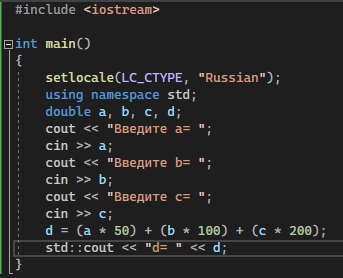 #include <iostream>
int main()
{
setlocale(LC_CTYPE, "Russian");
using namespace std;
double a, b, c, d;
cout << "Введите a= ";
cin >> a;
cout << "Введите b= ";
cin >> b;
cout << "Введите c= ";
cin >> c;
d = (a * 50) + (b * 100) + (c * 200);
std::cout << "d= " << d;
}